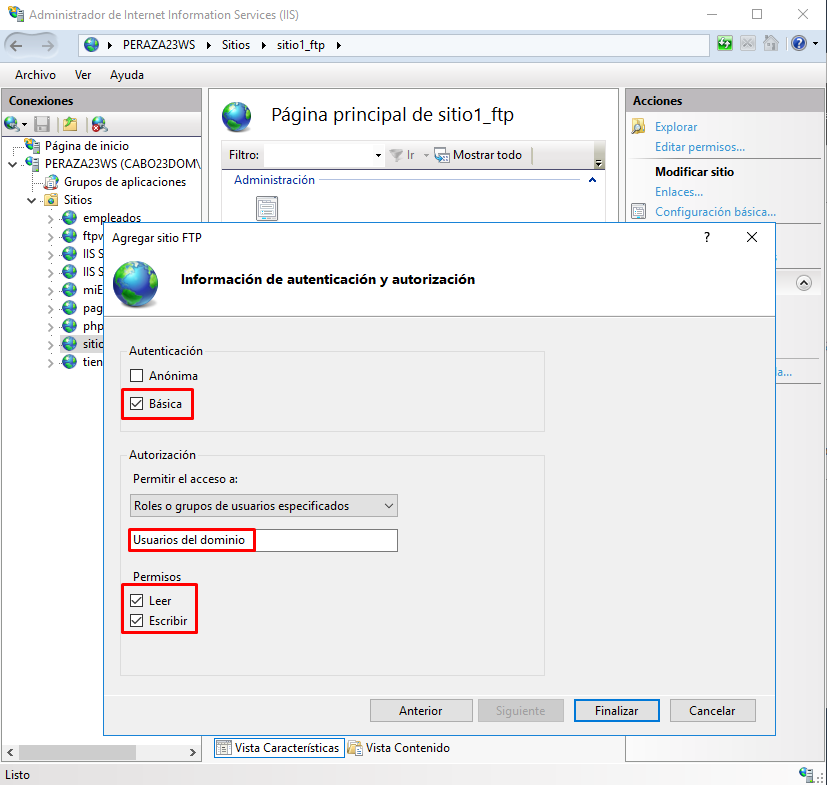 Administrador de Internet Information Services (IIS)
PERAZA23WS
Sitios
sitio1_ftp
Archivo Ver Ayuda
Conexiones
Página de inicio
PERAZA23WS (CABO23DOM\
Grupos de aplicaciones
Sitios
empleados
ftpv
IIS S
IIS S
miE
pag
php
sitio
tien
Página principal de sitio1_ftp
Filtro:
Ir
Mostrar todo
Administración
Acciones
Explorar
Editar permisos...
Modificar sitio
Enlaces...
Configuración básica...
a...
Agregar sitio FTP
?
Información de autenticación y autorización
Autenticación
Anónima
Básica
Autorización
Permitir el acceso a:
Roles o grupos de usuarios especificados
Usuarios del dominio
Permisos
Leer
Escribir
Anterior
Siguiente
Finalizar
Cancelar
Vista Características
Vista Contenido
Listo